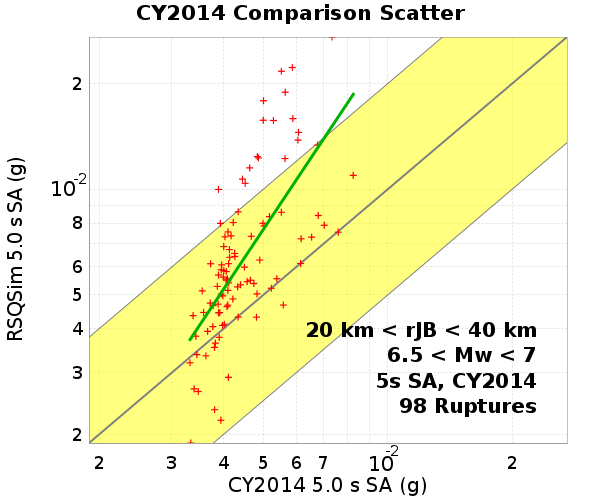 CY2014 Comparison Scatter
RSQSim 5.0 s SA (g)
2
10-2
8
6
5
4
3
2
20 km < rJB < 40 km
6.5 < Mw < 7
5s SA, CY2014
98 Ruptures
2 3 4 5 6 7 10-2 2
CY2014 5.0 s SA (g)